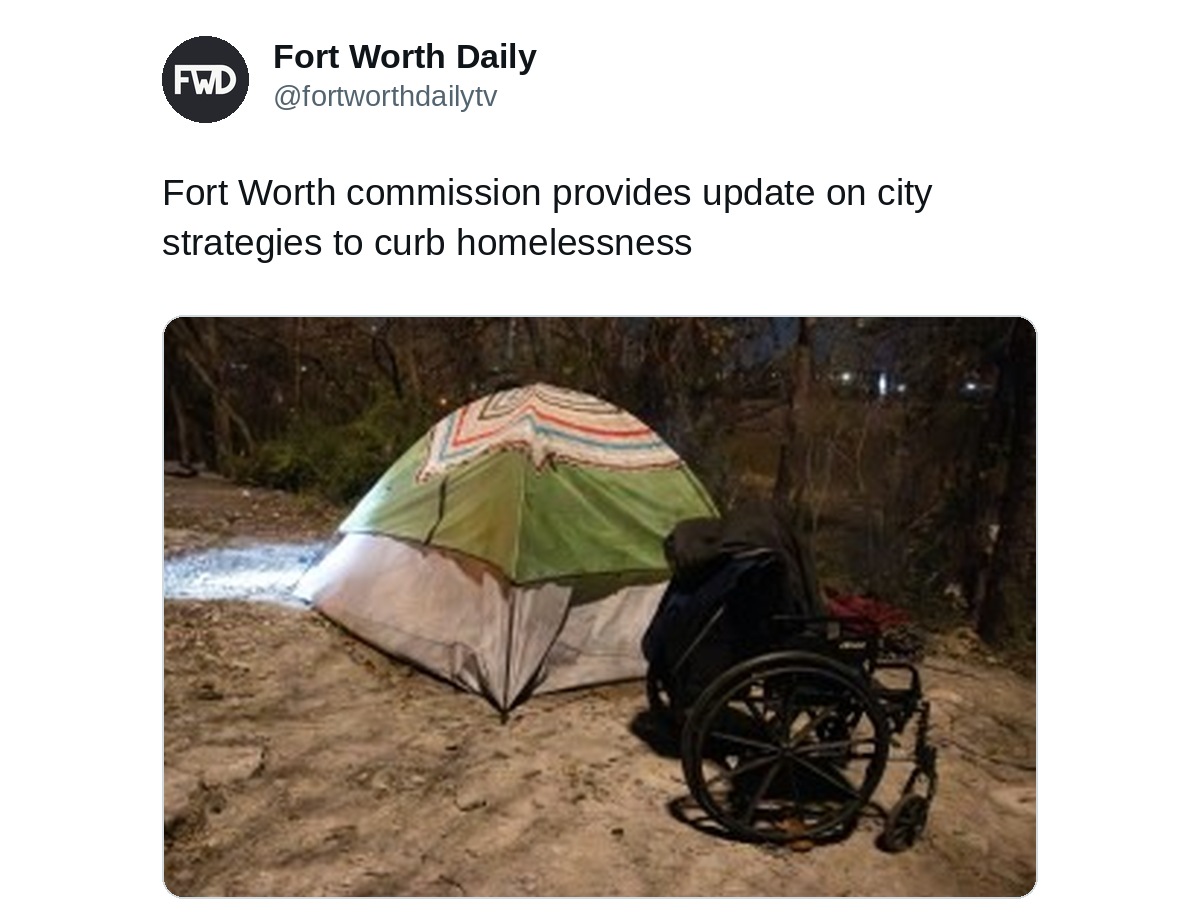 FWD
Fort Worth Daily
@fortworthdailytv
Fort Worth commission provides update on city
strategies to curb homelessness